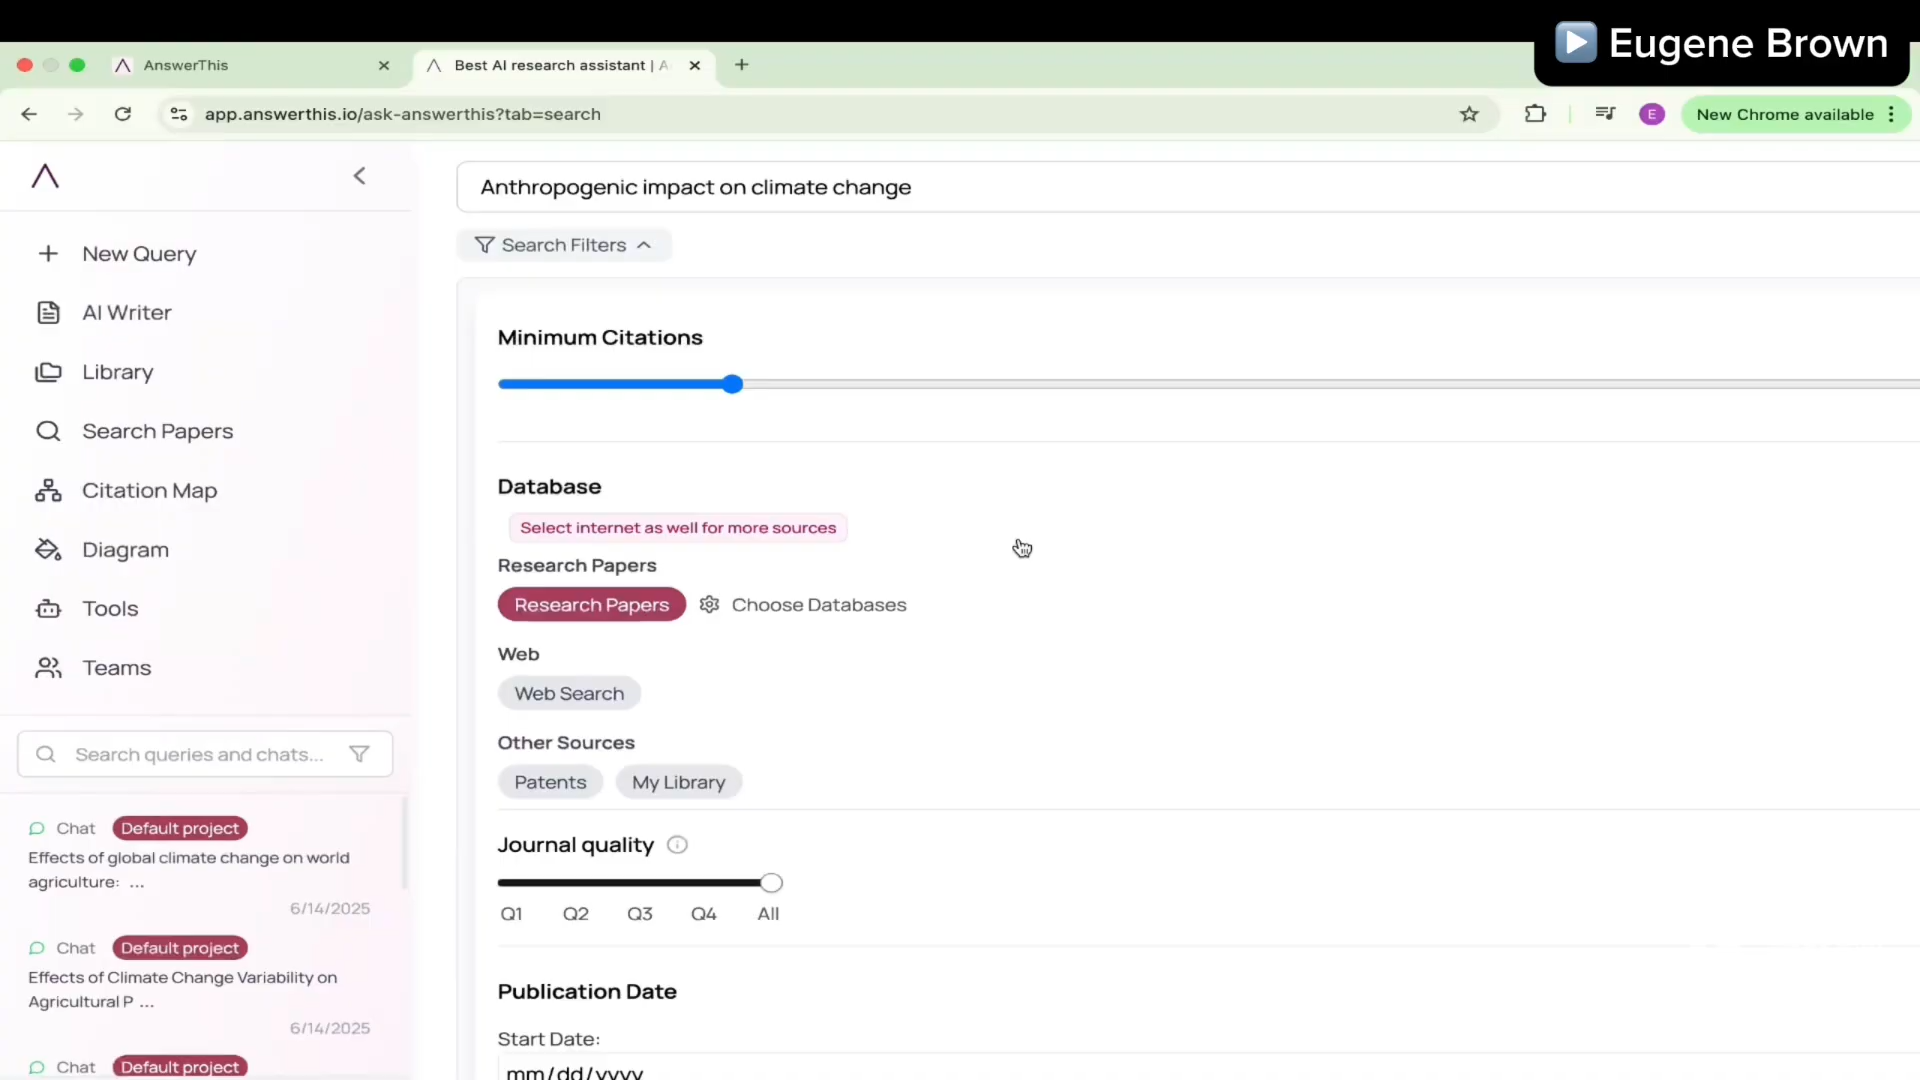 Eugene Brown
AnswerThis
Best AI research assistant | A
app.answerthis.io/ask-answerthis?tab=search
E
New Chrome available
Anthropogenic impact on climate change
Search Filters
New Query
AI Writer
Library
Search Papers
Citation Map
Diagram
Tools
Teams
Search queries and chats...
Chat Default project
Effects of global climate change on world
agriculture: ...
6/14/2025
Chat Default project
Effects of Climate Change Variability on
Agricultural P ...
6/14/2025
Chat Default project
Minimum Citations
Database
Select internet as well for more sources
Research Papers
Research Papers Choose Databases
Web
Web Search
Other Sources
Patents My Library
Journal quality
Q1 Q2 Q3 Q4 All
Publication Date
Start Date:
mm/dd/yyyy